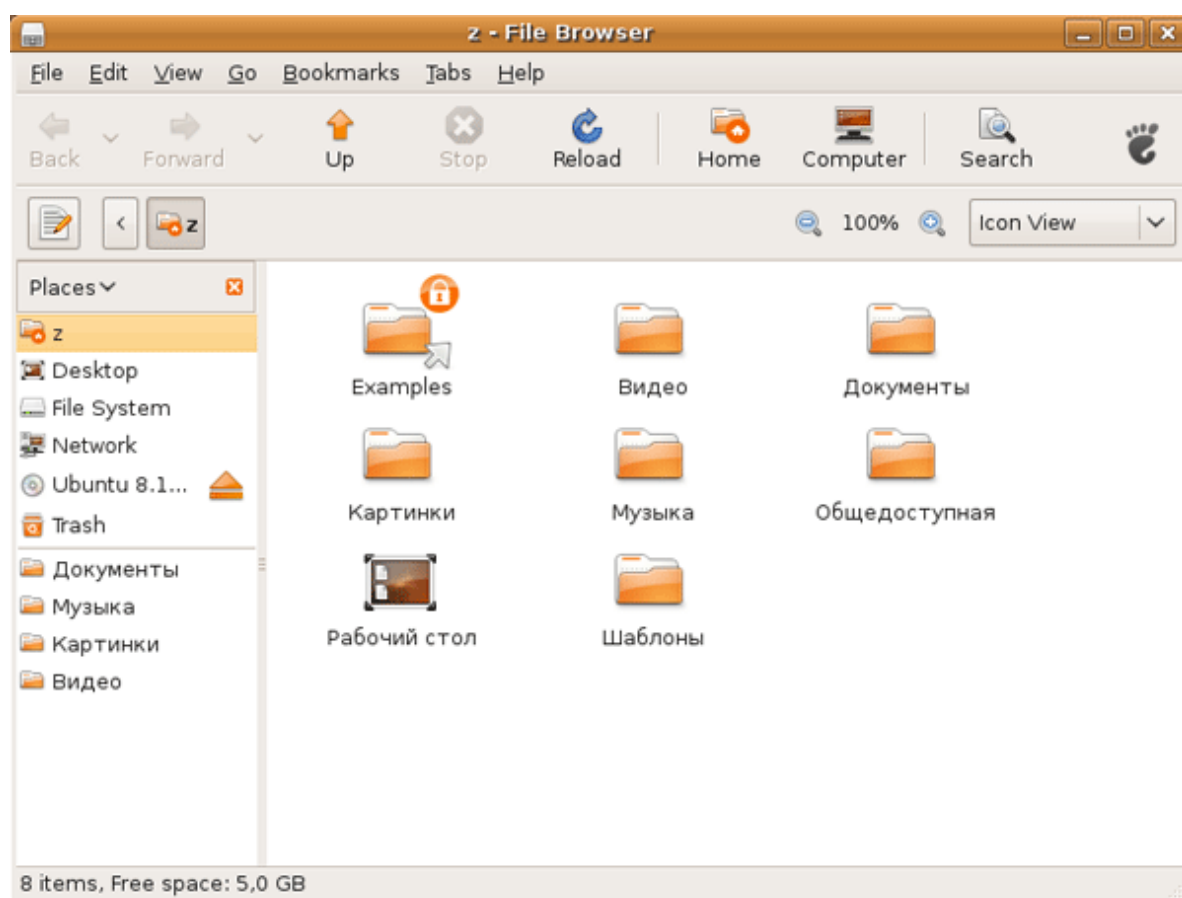 z - File Browser
File Edit View Go Bookmarks Tabs Help
Back Forward Up Stop Reload Home Computer Search
z 100% Icon View
Places
z
Desktop
File System
Network
Ubuntu 8.1...
Trash
Документы
Музыка
Картинки
Видео
Examples Видео Документы
Картинки Музыка Общедоступная
Рабочий стол Шаблоны
8 items, Free space: 5,0 GB